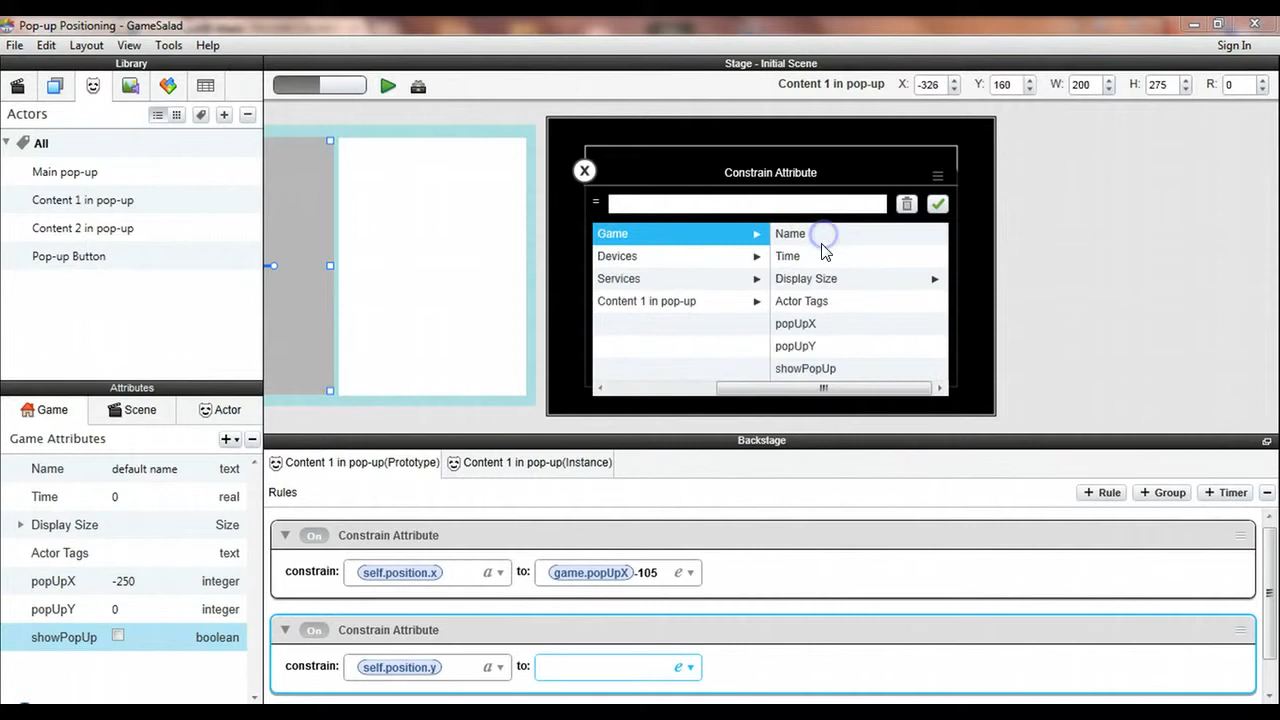 Pop-up Positioning - GameSalad
File Edit Layout View Tools Help Sign In
Library
Stage - Initial Scene
Content 1 in pop-up X: -326 Y: 160 W: 200 H: 275 R: 0
Actors
All
Main pop-up
Content 1 in pop-up
Content 2 in pop-up
Pop-up Button
X
Constrain Attribute
=
Game
Devices
Services
Content 1 in pop-up
Name
Time
Display Size
Actor Tags
popUpX
popUpY
showPopUp
Attributes
Game Scene Actor
Game Attributes
Name default name text
Time 0 real
Display Size Size
Actor Tags text
popUpX -250 integer
popUpY 0 integer
showPopUp boolean
Backstage
Content 1 in pop-up(Prototype) Content 1 in pop-up(Instance)
Rules + Rule + Group + Timer
On Constrain Attribute
constrain: self.position.x a to: game.popUpX -105 e
On Constrain Attribute
constrain: self.position.y a to: e